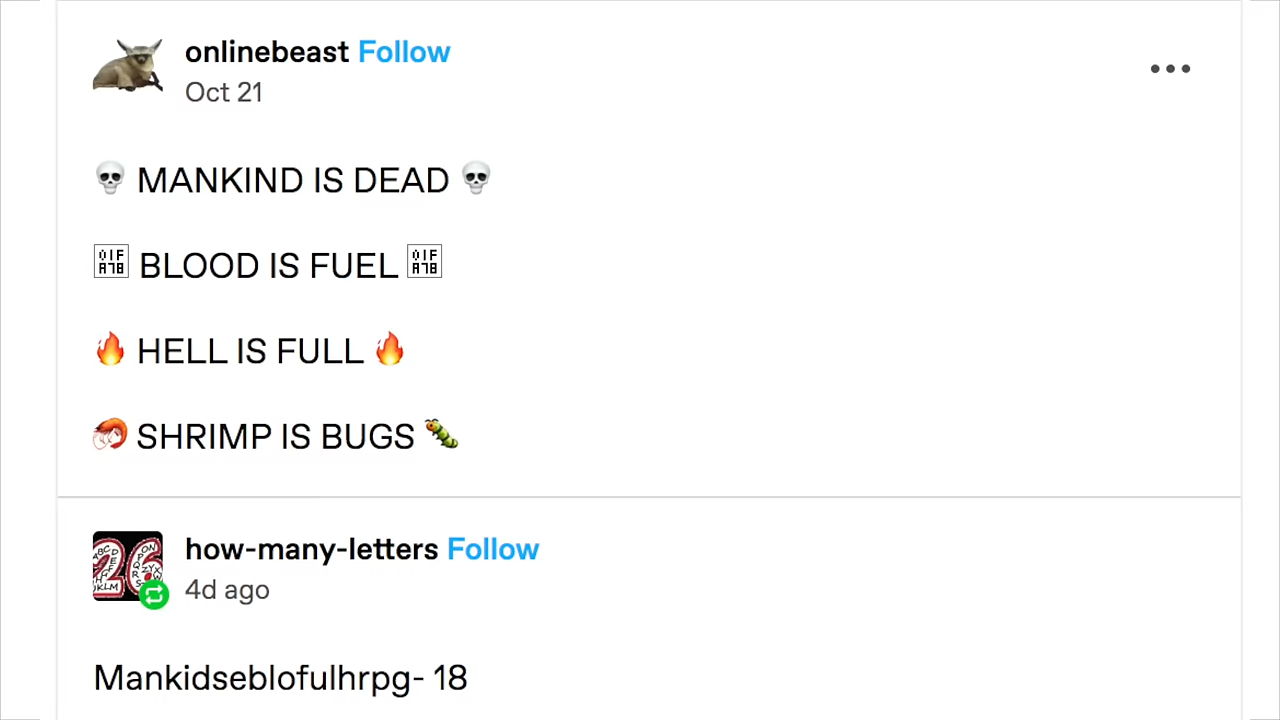 onlinebeast Follow
Oct 21
💀 MANKIND IS DEAD 💀
BLOOD IS FUEL
🔥 HELL IS FULL 🔥
🦐 SHRIMP IS BUGS 🐛
how-many-letters Follow
4d ago
Mankidseblofulhrpg- 18